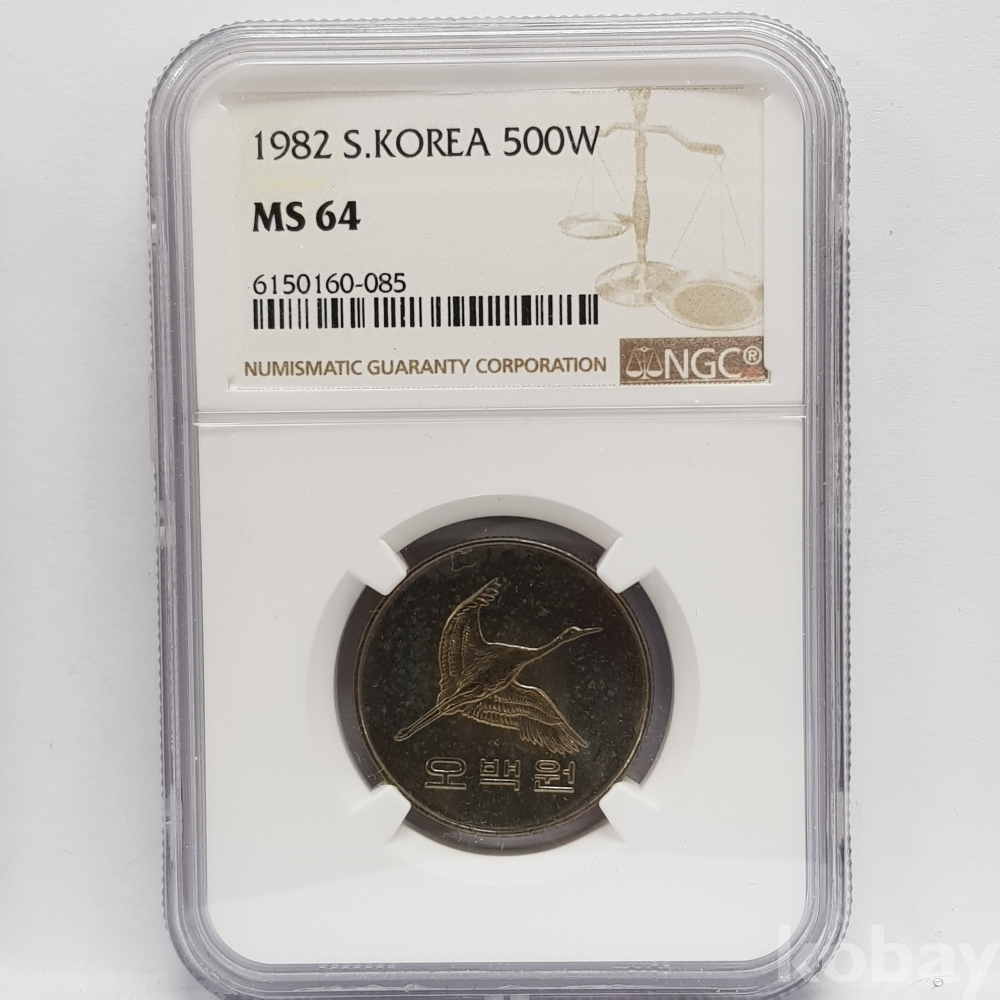 1982 S.KOREA 500W
MS 64
6150160-085
NUMISMATIC GUARANTY CORPORATION
NGC®
오백원
kobay